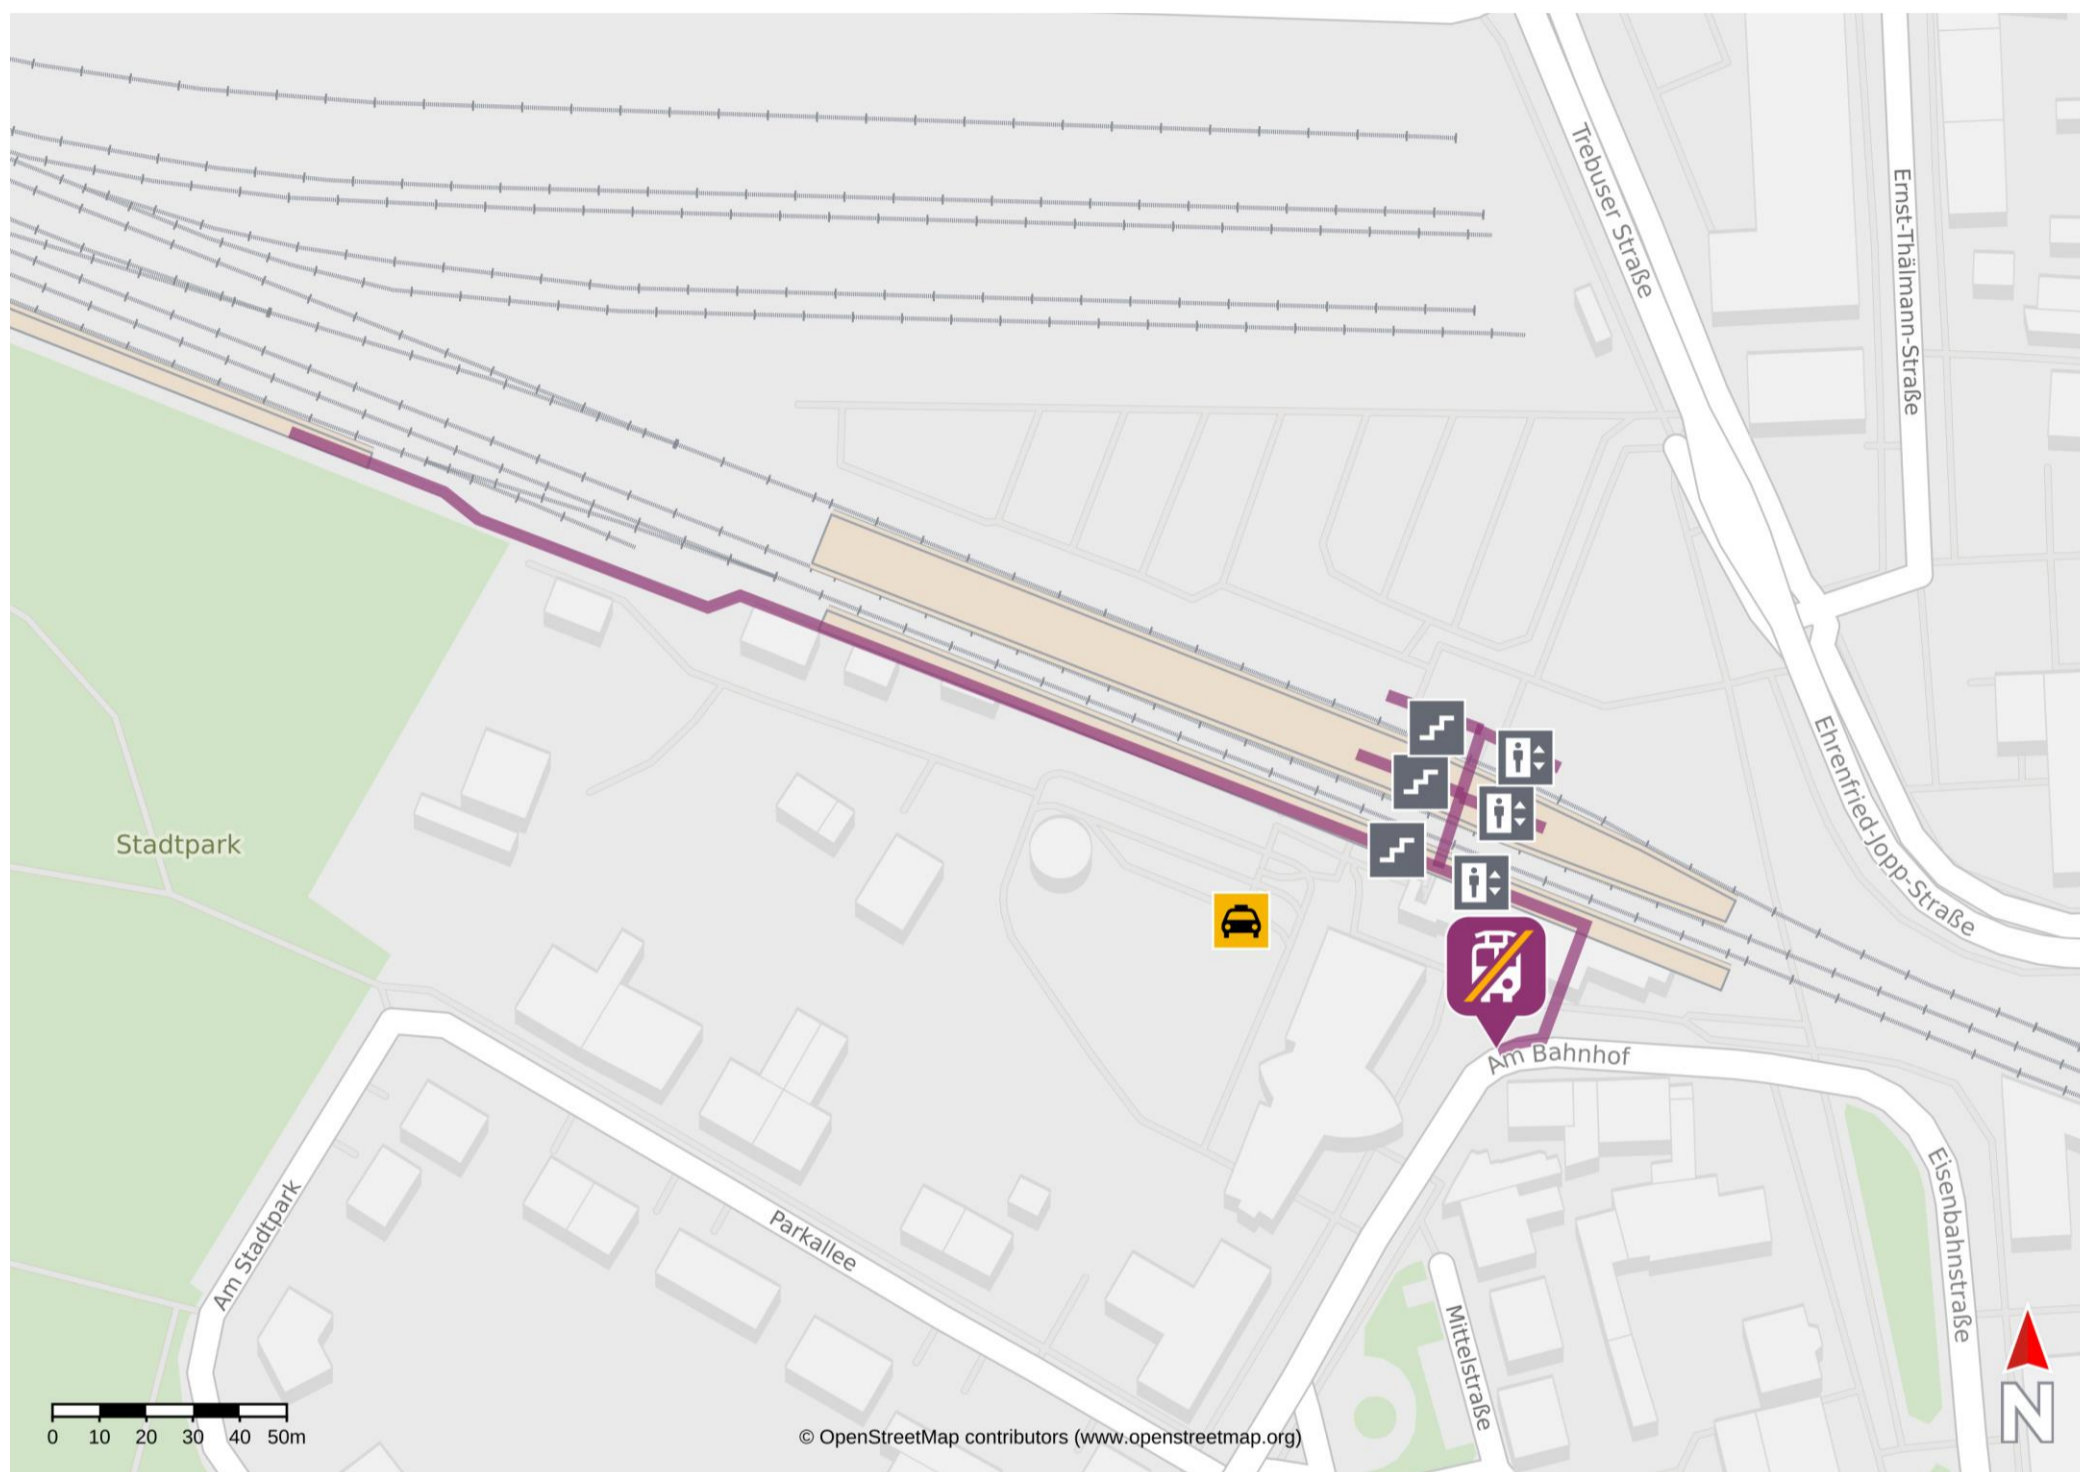 Trebuser Straße
Ernst-Thälmann-Straße
Ehrenfried-Jopp-Straße
Stadtpark
Am Bahnhof
Am Stadtpark
Parkallee
Mittelstraße
Eisenbahnstraße
N
0 10 20 30 40 50m
© OpenStreetMap contributors (www.openstreetmap.org)